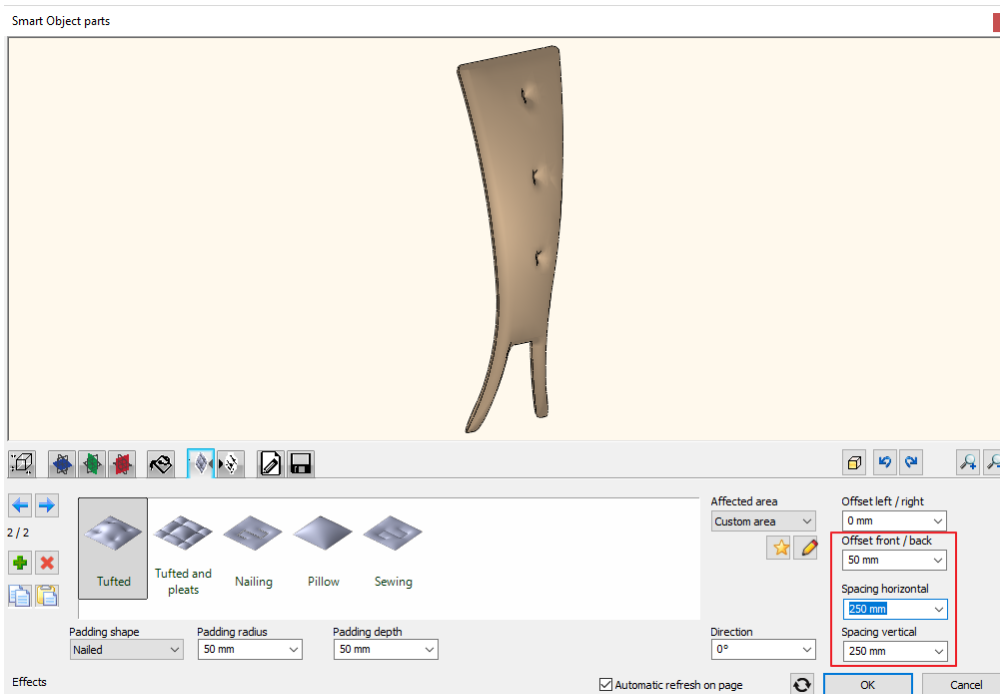 Smart Object parts
2 / 2
Tufted
Tufted and
pleats
Nailing
Pillow
Sewing
Affected area
Custom area
Offset left / right
0 mm
Offset front / back
50 mm
Spacing horizontal
250 mm
Spacing vertical
250 mm
Padding shape
Nailed
Padding radius
50 mm
Padding depth
50 mm
Direction
0°
Effects
Automatic refresh on page
OK
Cancel